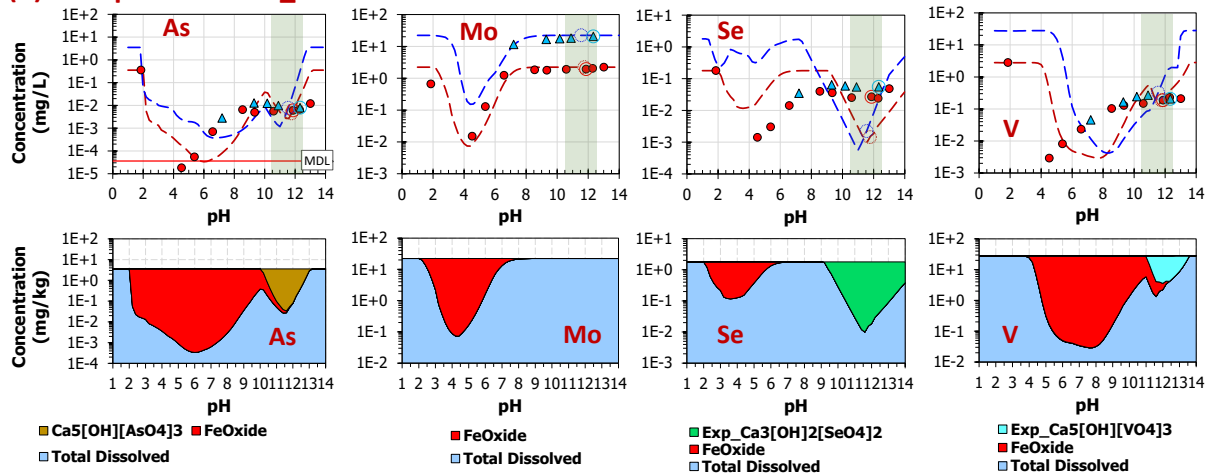 Concentration
(mg/L)
As
1E+2
1E+1
1E+0
1E-1
1E-2
1E-3
1E-4
1E-5
MDL
0 2 4 6 8 10 12 14
pH
Mo
1E+2
1E+1
1E+0
1E-1
1E-2
1E-3
0 2 4 6 8 10 12 14
pH
Se
1E+2
1E+1
1E+0
1E-1
1E-2
1E-3
1E-4
0 2 4 6 8 10 12 14
pH
V
1E+2
1E+1
1E+0
1E-1
1E-2
1E-3
0 2 4 6 8 10 12 14
pH
Concentration
(mg/kg)
1E+2
1E+1
1E+0
1E-1
1E-2
1E-3
1E-4
As
1 2 3 4 5 6 7 8 9 1011121314
pH
Ca5[OH][AsO4]3 FeOxide
Total Dissolved
1E+2
1E+1
1E+0
1E-1
1E-2
Mo
1 2 3 4 5 6 7 8 9 1011121314
pH
FeOxide
Total Dissolved
1E+2
1E+1
1E+0
1E-1
1E-2
1E-3
Se
1 2 3 4 5 6 7 8 9 1011121314
pH
Exp_Ca3[OH]2[SeO4]2
FeOxide
Total Dissolved
1E+2
1E+1
1E+0
1E-1
1E-2
V
1 2 3 4 5 6 7 8 9 1011121314
pH
Exp_Ca5[OH][VO4]3
FeOxide
Total Dissolved